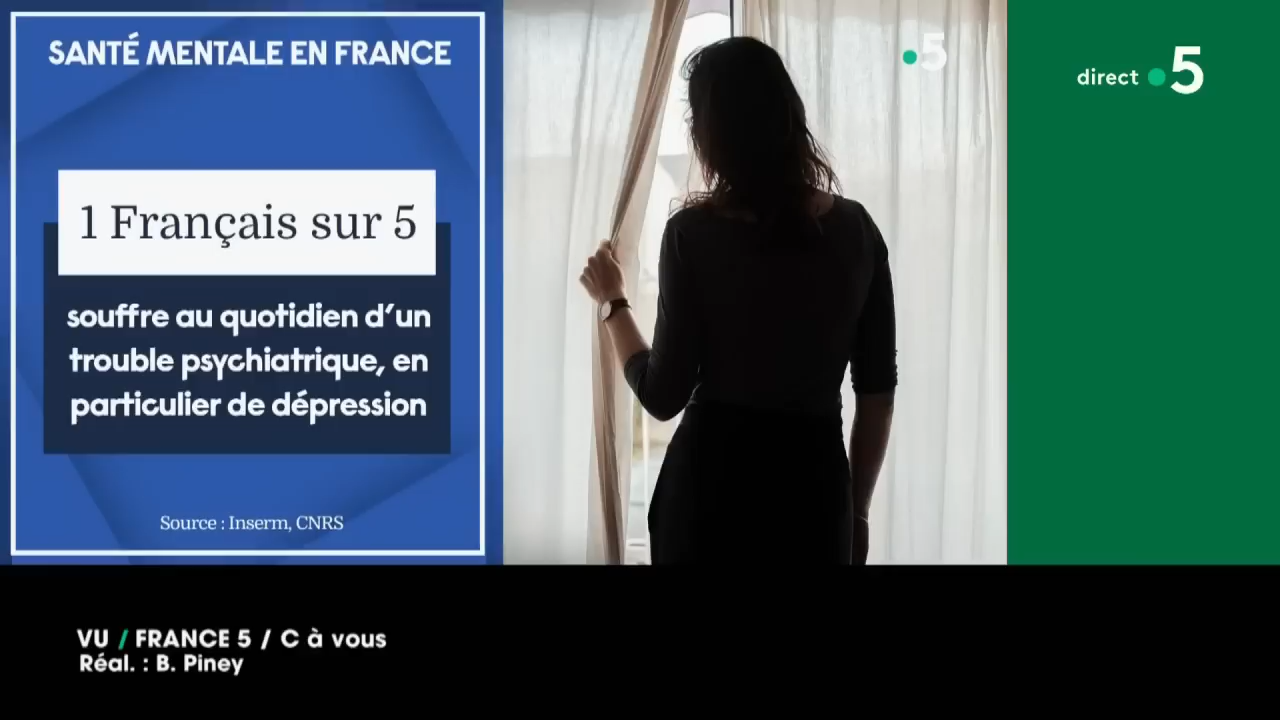 SANTÉ MENTALE EN FRANCE
1 Français sur 5
souffre au quotidien d’un
trouble psychiatrique, en
particulier de dépression
Source : Inserm, CNRS
5
direct 5
VU / FRANCE 5 / C à vous
Réal. : B. Piney